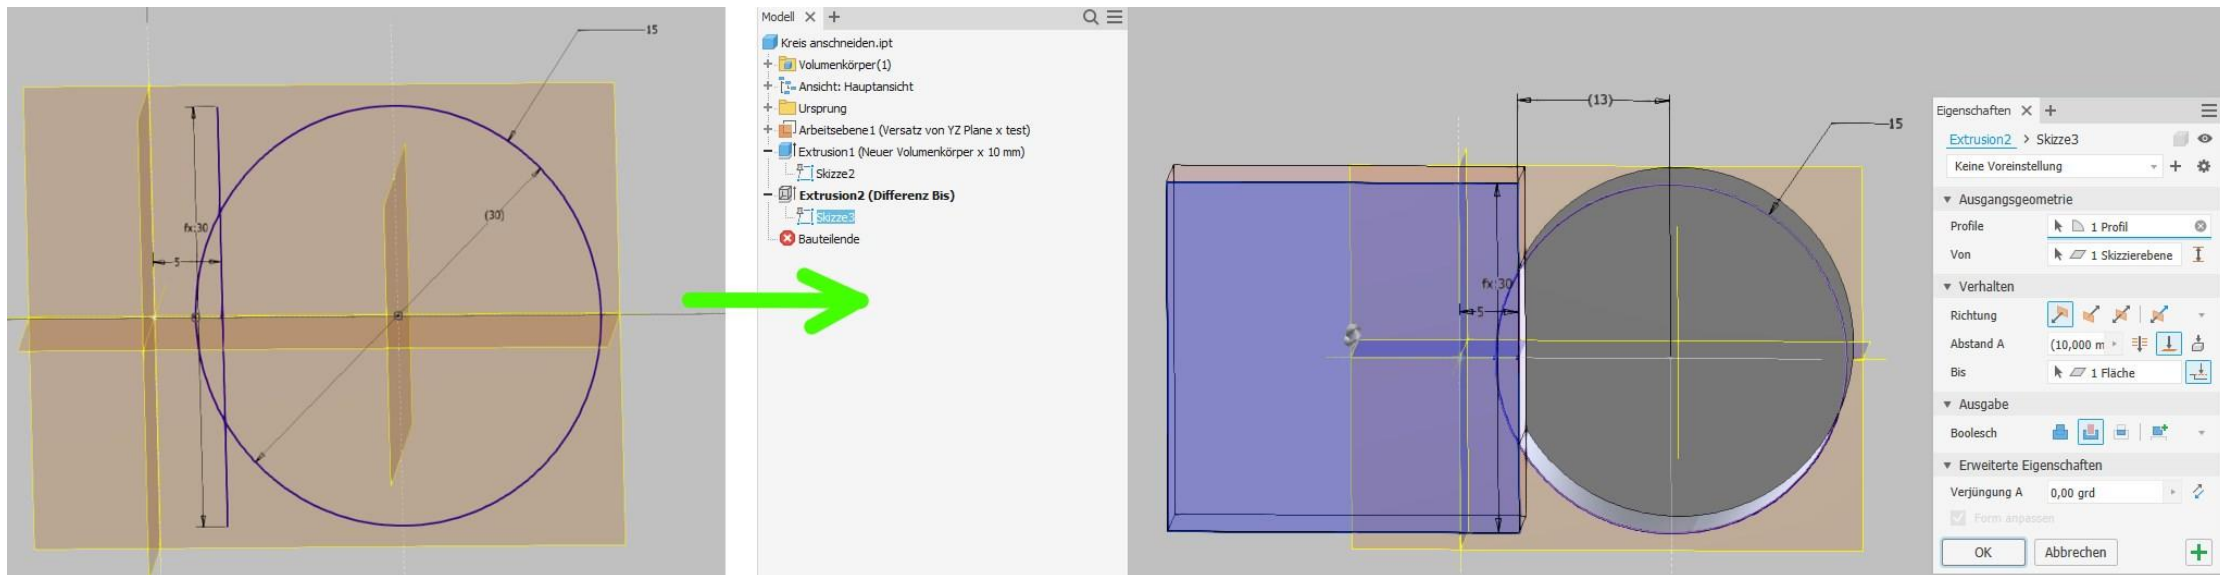 15
fx:30
(30)
5
Modell
Kreis anschneiden.ipt
Volumenkörper(1)
Ansicht: Hauptansicht
Ursprung
Arbeitsebene1 (Versatz von YZ Plane x test)
Extrusion1 (Neuer Volumenkörper x 10 mm)
Skizze2
Extrusion2 (Differenz Bis)
Skizze3
Bauteilende
(13)
15
fx:30
5
Eigenschaften
Extrusion2 > Skizze3
Keine Voreinstellung
Ausgangsgeometrie
Profile 1 Profil
Von 1 Skizzierebene
Verhalten
Richtung
Abstand A (10,000 m
Bis 1 Fläche
Ausgabe
Boolesch
Erweiterte Eigenschaften
Verjüngung A 0,00 grd
Form anpassen
OK Abbrechen